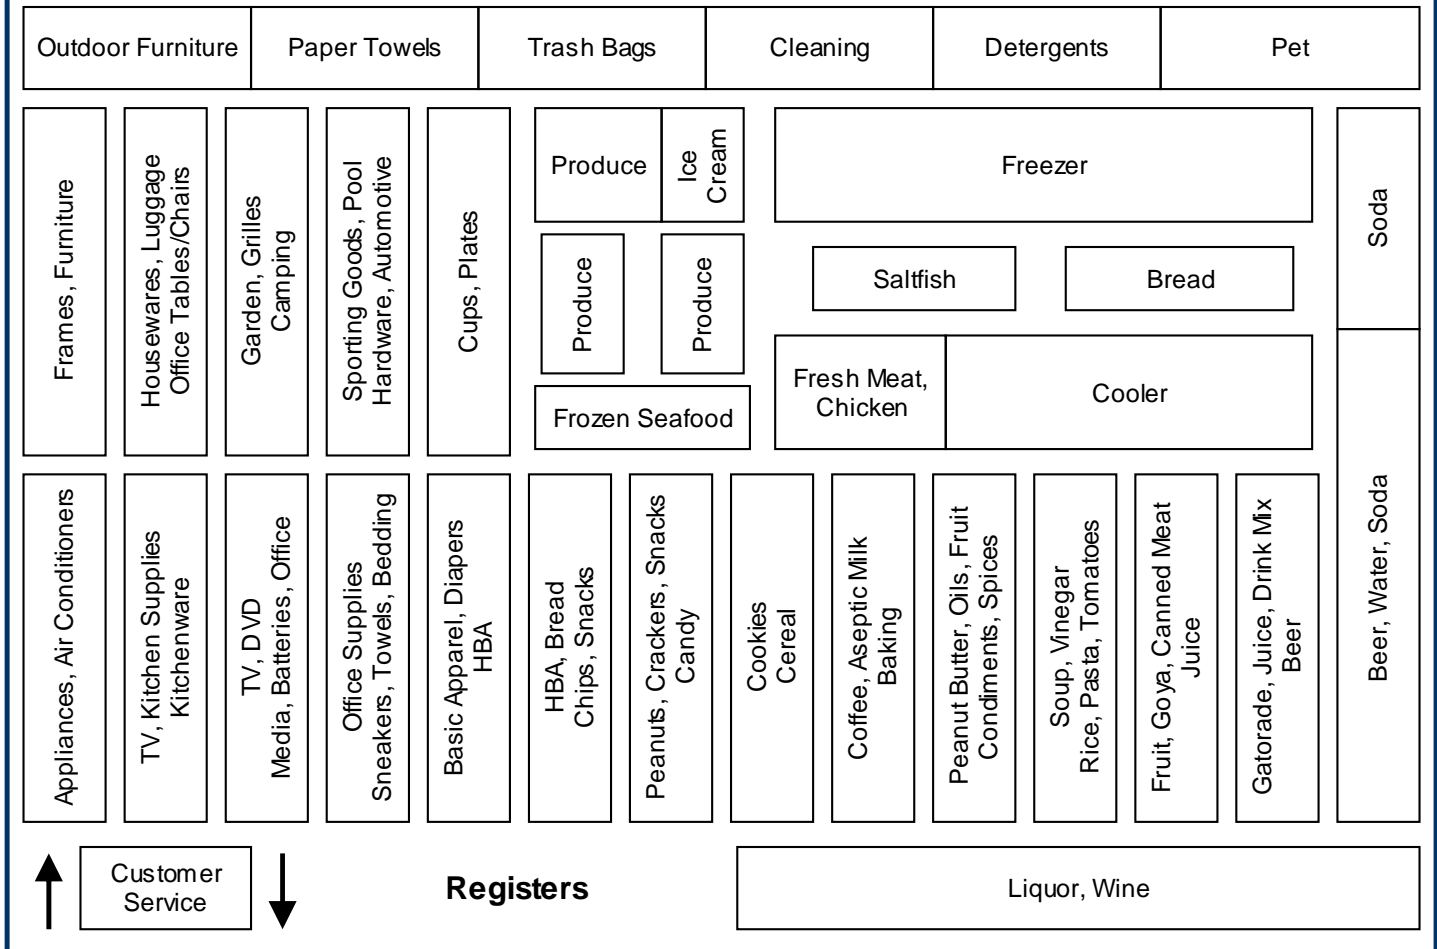 Outdoor Furniture
Paper Towels
Trash Bags
Cleaning
Detergents
Pet
Frames, Furniture
Housewares, Luggage
Office Tables/Chairs
Garden, Grilles
Camping
Sporting Goods, Pool
Hardware, Automotive
Cups, Plates
Produce
Ice
Cream
Freezer
Soda
Produce
Produce
Saltfish
Bread
Frozen Seafood
Fresh Meat,
Chicken
Cooler
Appliances, Air Conditioners
TV, Kitchen Supplies
Kitchenware
TV, DVD
Media, Batteries, Office
Office Supplies
Sneakers, Towels, Bedding
Basic Apparel, Diapers
HBA
HBA, Bread
Chips, Snacks
Peanuts, Crackers, Snacks
Candy
Cookies
Cereal
Coffee, Aseptic Milk
Baking
Peanut Butter, Oils, Fruit
Condiments, Spices
Soup, Vinegar
Rice, Pasta, Tomatoes
Fruit, Goya, Canned Meat
Juice
Gatorade, Juice, Drink Mix
Beer
Beer, Water, Soda
Customer
Service
Registers
Liquor, Wine